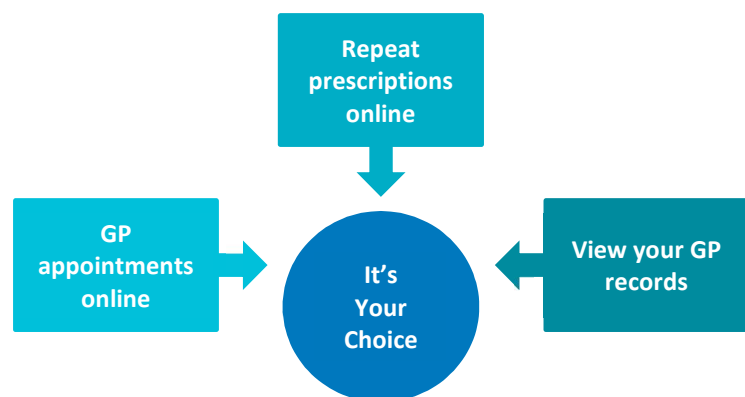 Repeat
prescriptions
online
GP
appointments
online
It’s
Your
Choice
View your GP
records